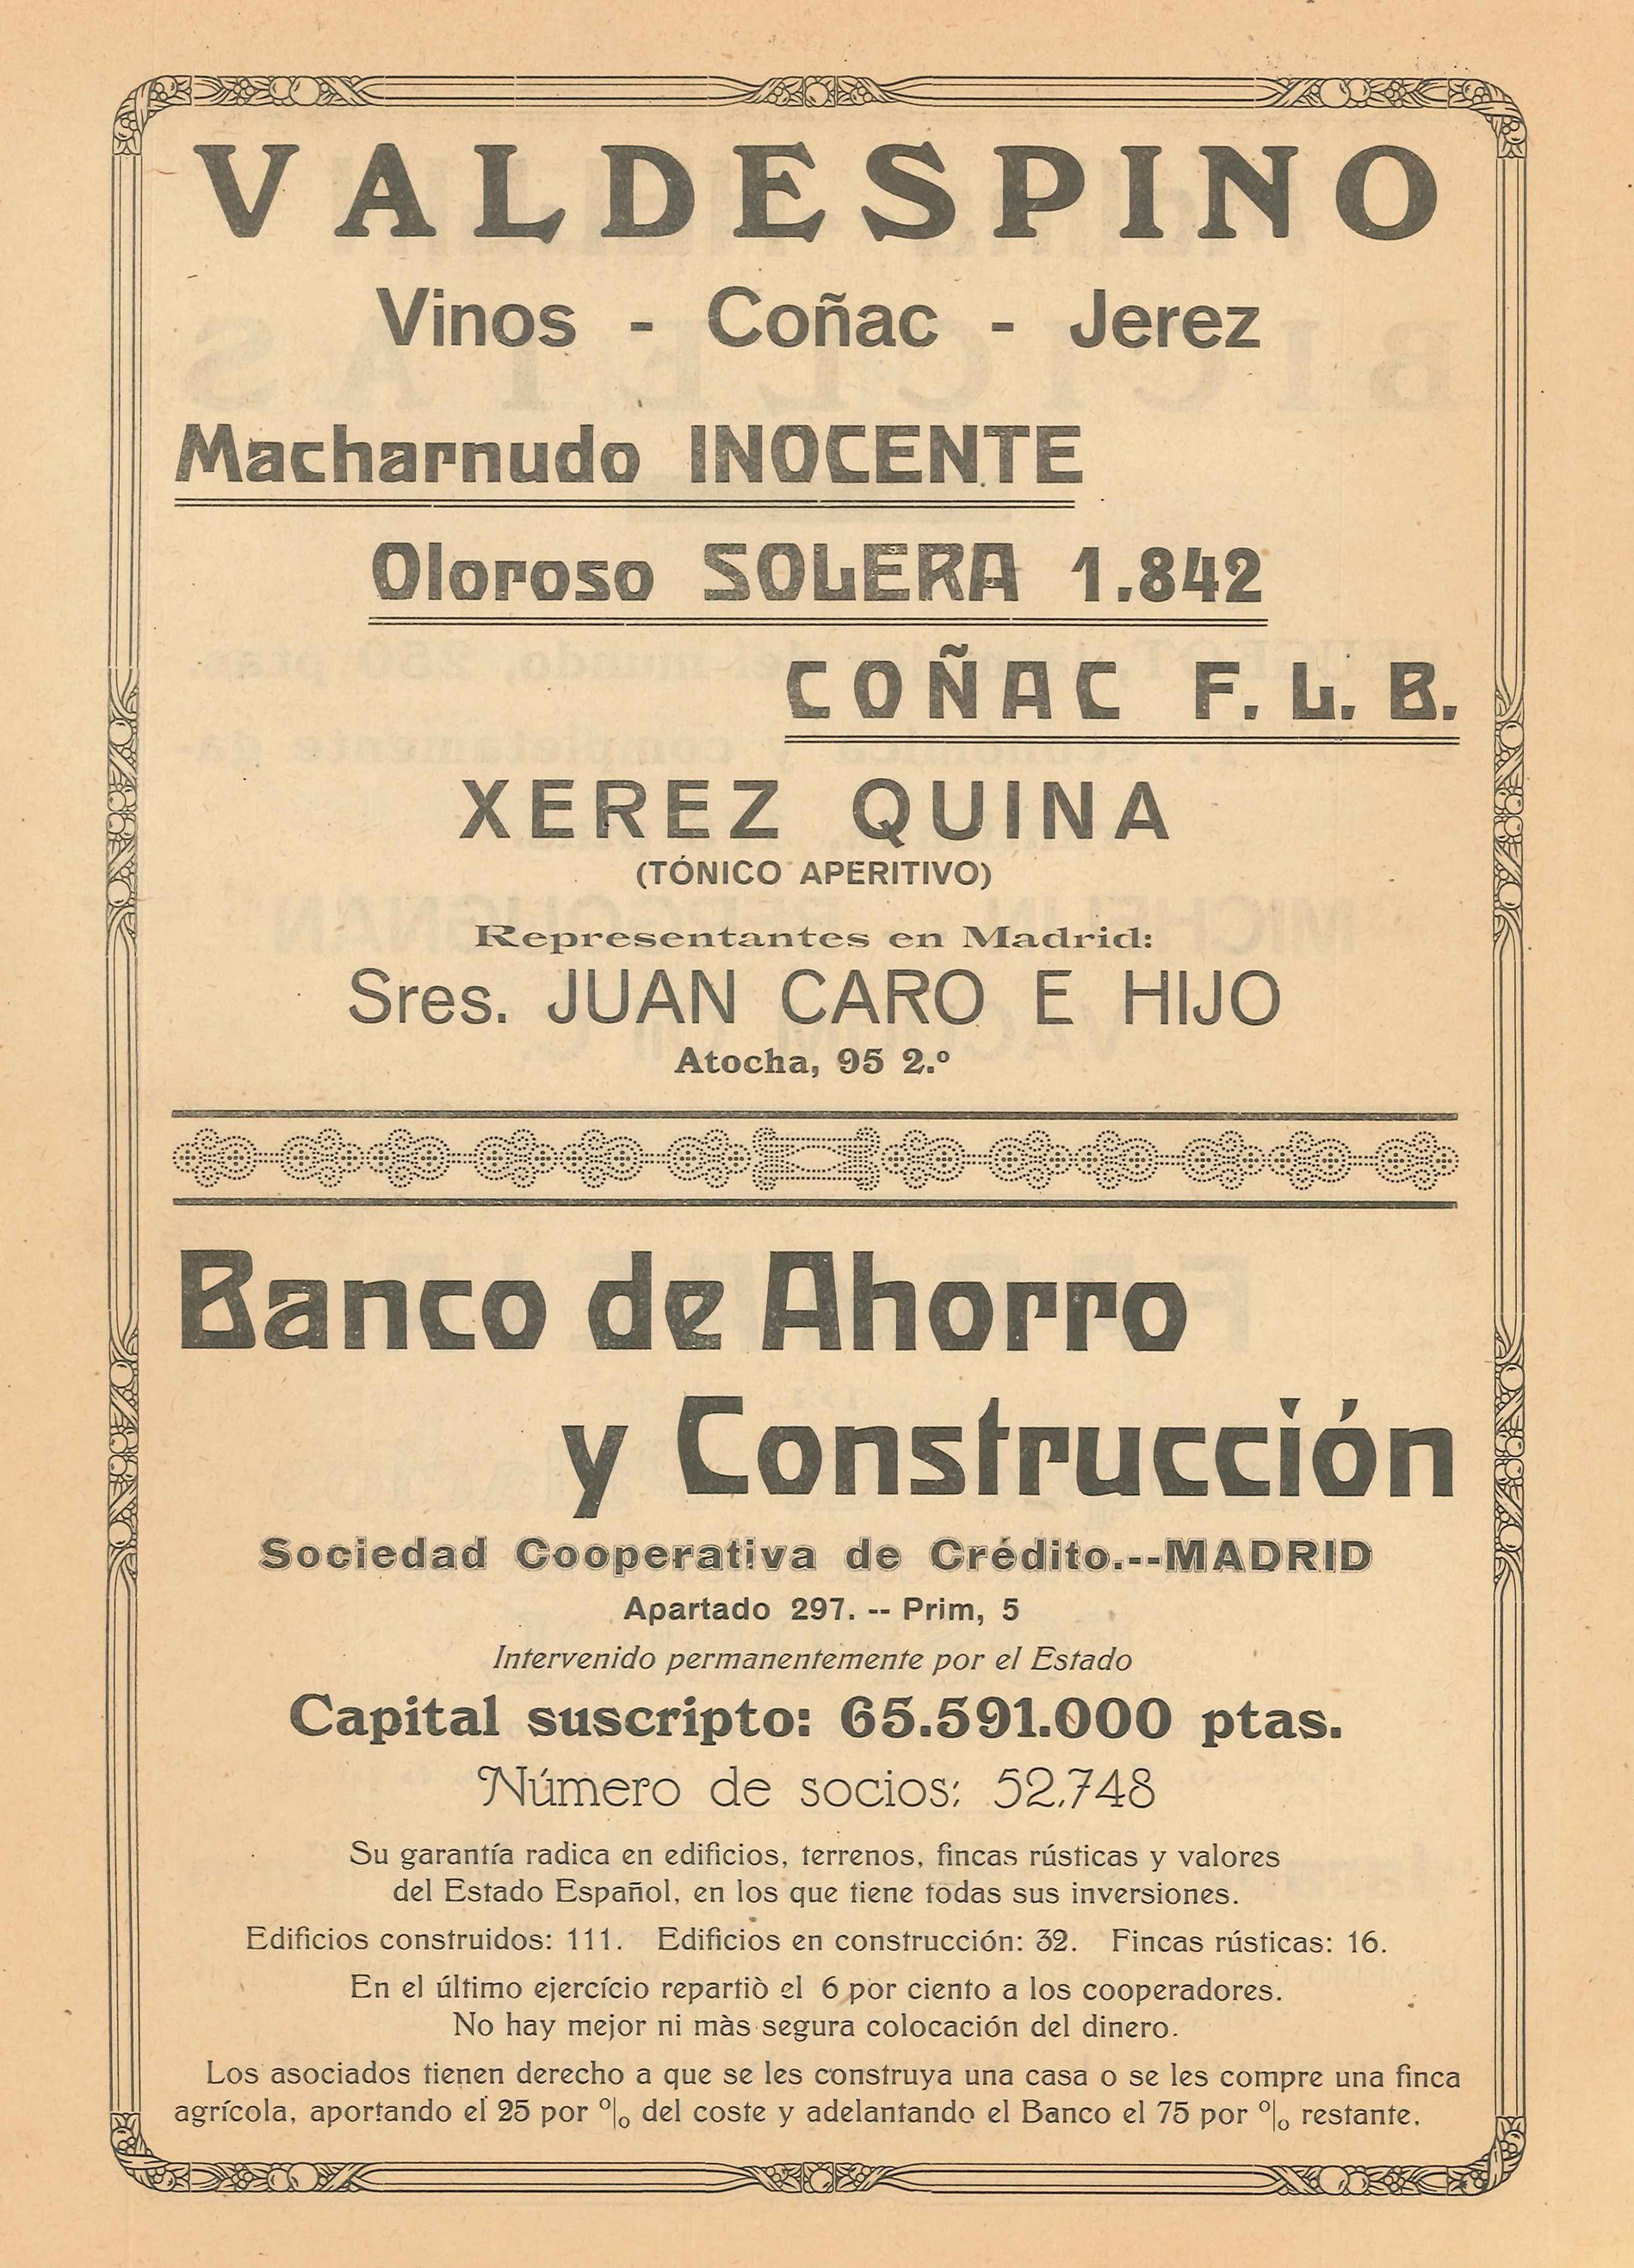 VALDESPINO
Vinos - Coñac - Jerez
Macharnudo INOCENTE
Oloroso SOLERA 1.842
COÑAC F. L. B.
XEREZ QUINA
(TÓNICO APERITIVO)
Representantes en Madrid:
Sres. JUAN CARO E HIJO
Atocha, 95 2.º
Banco de Ahorro
y Construcción
Sociedad Cooperativa de Crédito.--MADRID
Apartado 297. -- Prim, 5
Intervenido permanentemente por el Estado
Capital suscripto: 65.591.000 ptas.
Número de socios: 52.748
Su garantía radica en edificios, terrenos, fincas rústicas y valores
del Estado Español, en los que tiene todas sus inversiones.
Edificios construidos: 111. Edificios en construcción: 32. Fincas rústicas: 16.
En el último ejercício repartiò el 6 por ciento a los cooperadores.
No hay mejor ni màs segura colocación del dinero.
Los asociados tienen derecho a que se les construya una casa o se les compre una finca
agrícola, aportando el 25 por % del coste y adelantando el Banco el 75 por % restante.